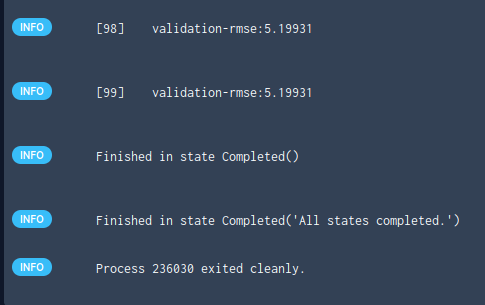 INFO [98] validation-rmse:5.19931
INFO [99] validation-rmse:5.19931
INFO Finished in state Completed()
INFO Finished in state Completed('All states completed.')
INFO Process 236030 exited cleanly.